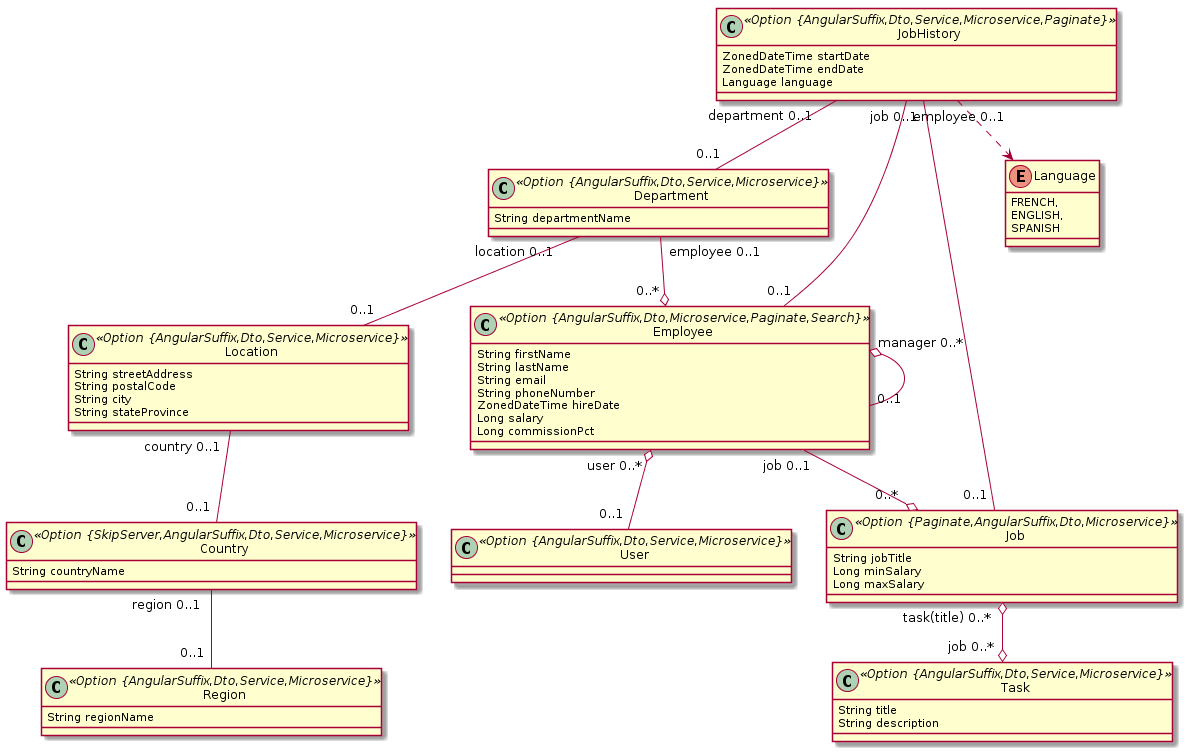 C «Option {AngularSuffix,Dto,Service,Microservice,Paginate}»
JobHistory
ZonedDateTime startDate
ZonedDateTime endDate
Language language
department 0..1
job 0..1
employee 0..1
0..1
E Language
FRENCH,
ENGLISH,
SPANISH
C «Option {AngularSuffix,Dto,Service,Microservice}»
Department
String departmentName
location 0..1
employee 0..1
0..1
0..*
0..1
C «Option {AngularSuffix,Dto,Service,Microservice}»
Location
String streetAddress
String postalCode
String city
String stateProvince
C «Option {AngularSuffix,Dto,Microservice,Paginate,Search}»
Employee
String firstName
String lastName
String email
String phoneNumber
ZonedDateTime hireDate
Long salary
Long commissionPct
manager 0..*
0..1
country 0..1
0..1
user 0..*
0..1
job 0..1
0..*
0..1
C «Option {SkipServer,AngularSuffix,Dto,Service,Microservice}»
Country
String countryName
C «Option {AngularSuffix,Dto,Service,Microservice}»
User
C «Option {Paginate,AngularSuffix,Dto,Microservice}»
Job
String jobTitle
Long minSalary
Long maxSalary
region 0..1
0..1
task(title) 0..*
job 0..*
C «Option {AngularSuffix,Dto,Service,Microservice}»
Region
String regionName
C «Option {AngularSuffix,Dto,Service,Microservice}»
Task
String title
String description